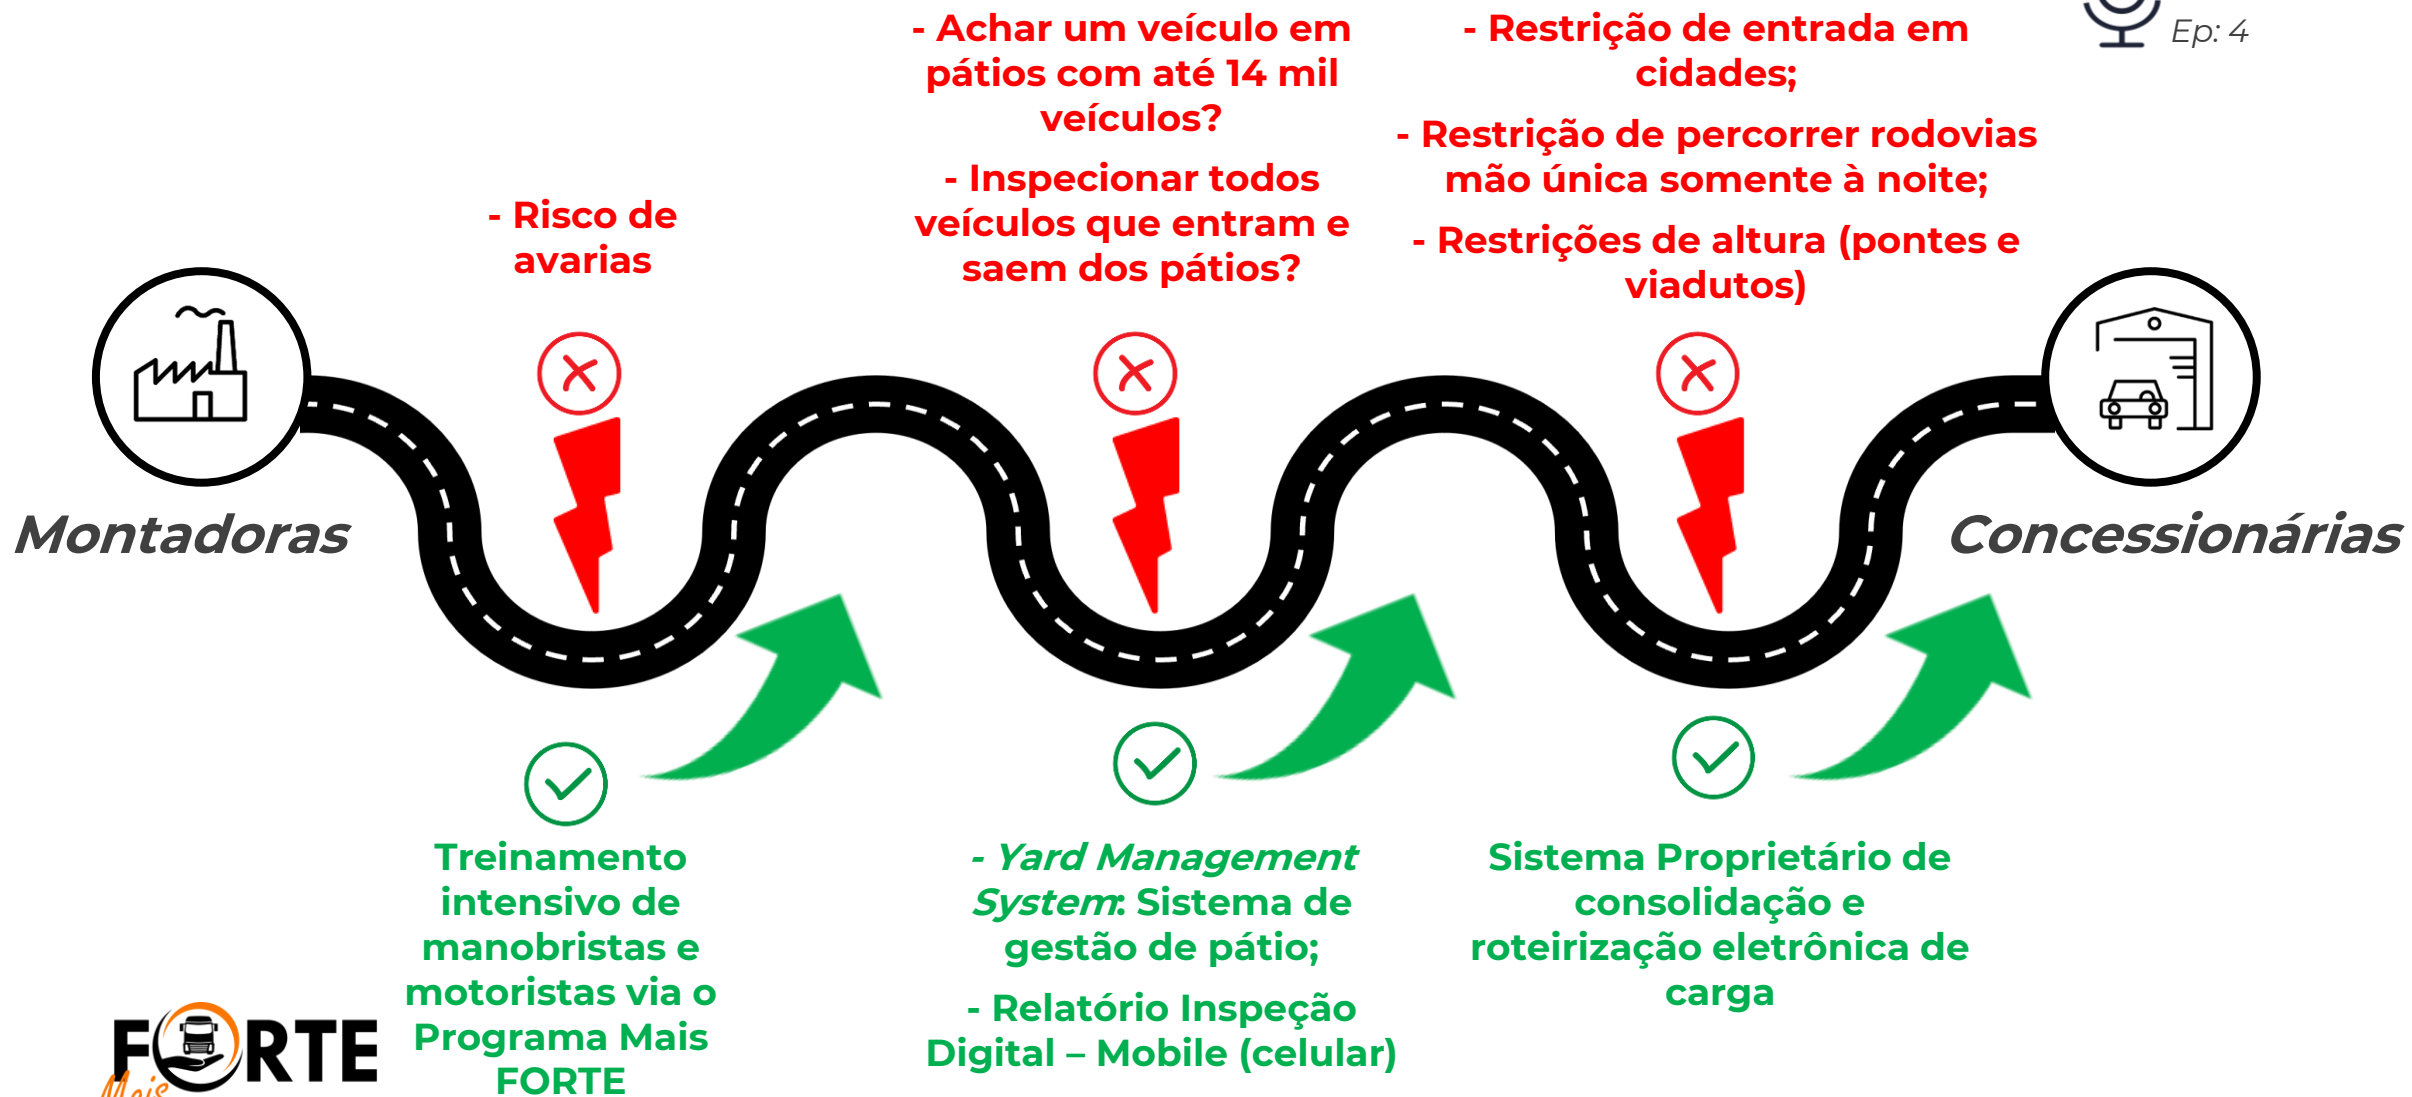 - Achar um veículo em
pátios com até 14 mil
veículos?
- Inspecionar todos
veículos que entram e
saem dos pátios?
- Restrição de entrada em
cidades;
- Restrição de percorrer rodovias
mão única somente à noite;
- Restrições de altura (pontes e
viadutos)
Ep: 4
- Risco de
avarias
Montadoras
Concessionárias
Treinamento
intensivo de
manobristas e
motoristas via o
Programa Mais
FORTE
- Yard Management
System: Sistema de
gestão de pátio;
- Relatório Inspeção
Digital – Mobile (celular)
Sistema Proprietário de
consolidação e
roteirização eletrônica de
carga
FORTE
Mais